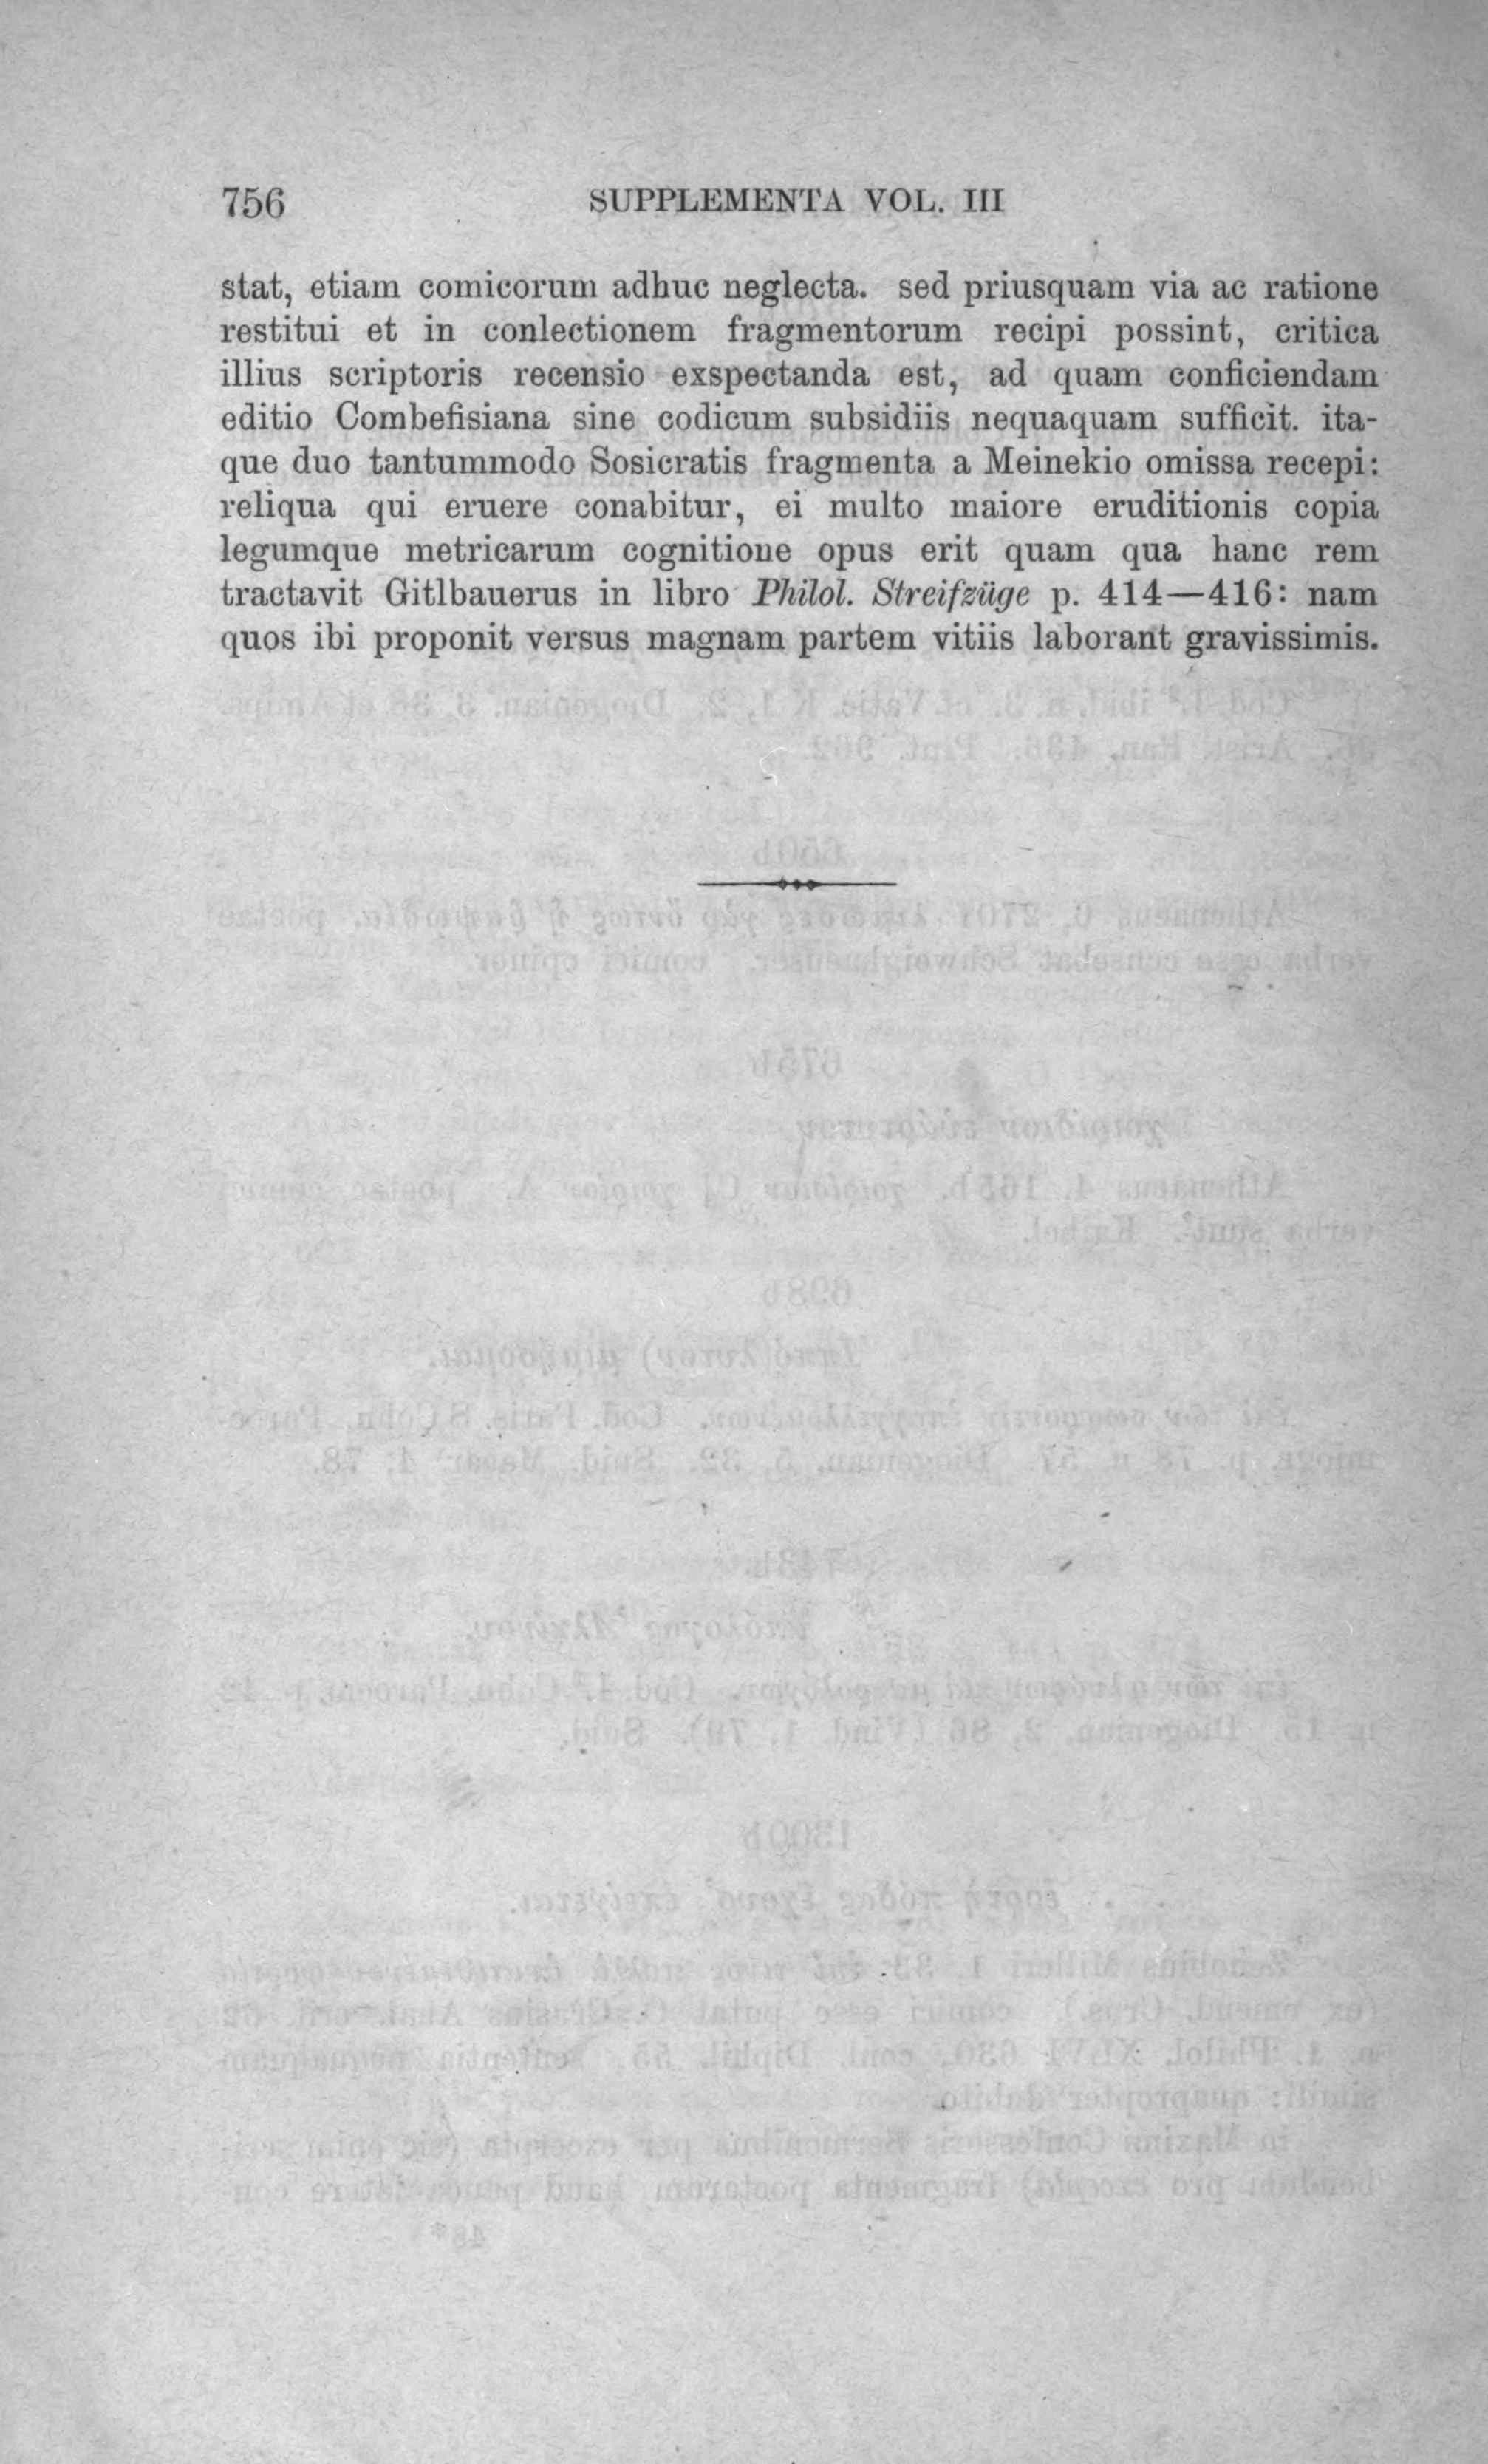 756 SUPPLEMENTA VOL. III
stat, etiam comicorum adhuc neglecta. sed priusquam via ac ratione
restitui et in conlectionem fragmentorum recipi possint, critica
illius scriptoris recensio exspectanda est, ad quam conficiendam
editio Combefisiana sine codicum subsidiis nequaquam sufficit. ita-
que duo tantummodo Sosicratis fragmenta a Meinekio omissa recepi:
reliqua qui eruere conabitur, ei multo maiore eruditionis copia
legumque metricarum cognitione opus erit quam qua hanc rem
tractavit Gitlbauerus in libro Philol. Streifzüge p. 414—416: nam
quos ibi proponit versus magnam partem vitiis laborant gravissimis.